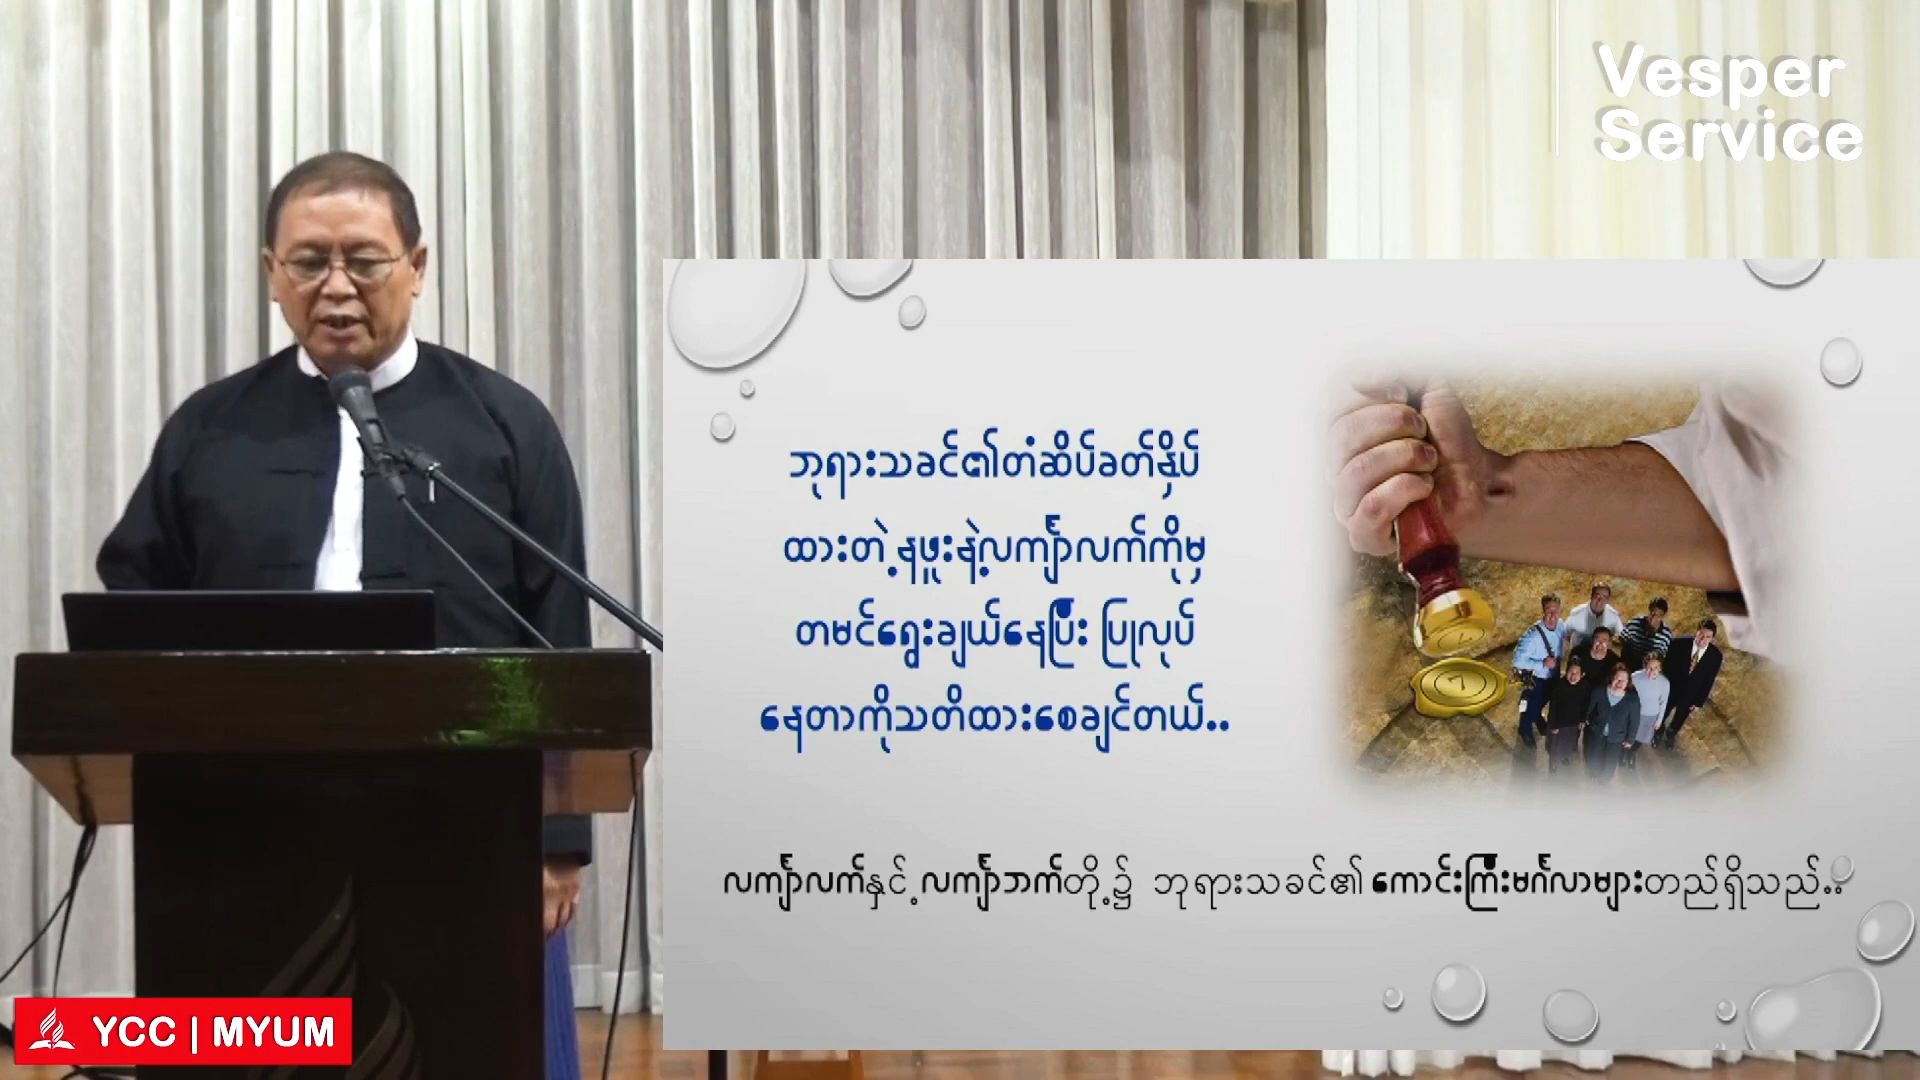 Vesper
Service
ဘုရားသခင်၏တံဆိပ်ခတ်နှိပ်
ထားတဲ့နဖူးနဲ့လက်ျာလက်ကိုမှ
တမင်ရွေးချယ်နေပြီး ပြုလုပ်
နေတာကိုသတိထားစေချင်တယ်..
လက်ျာလက်နှင့်လက်ျာဘက်တို့၌ ဘုရားသခင်၏ကောင်းကြီးမင်္ဂလာများတည်ရှိသည်..
YCC | MYUM